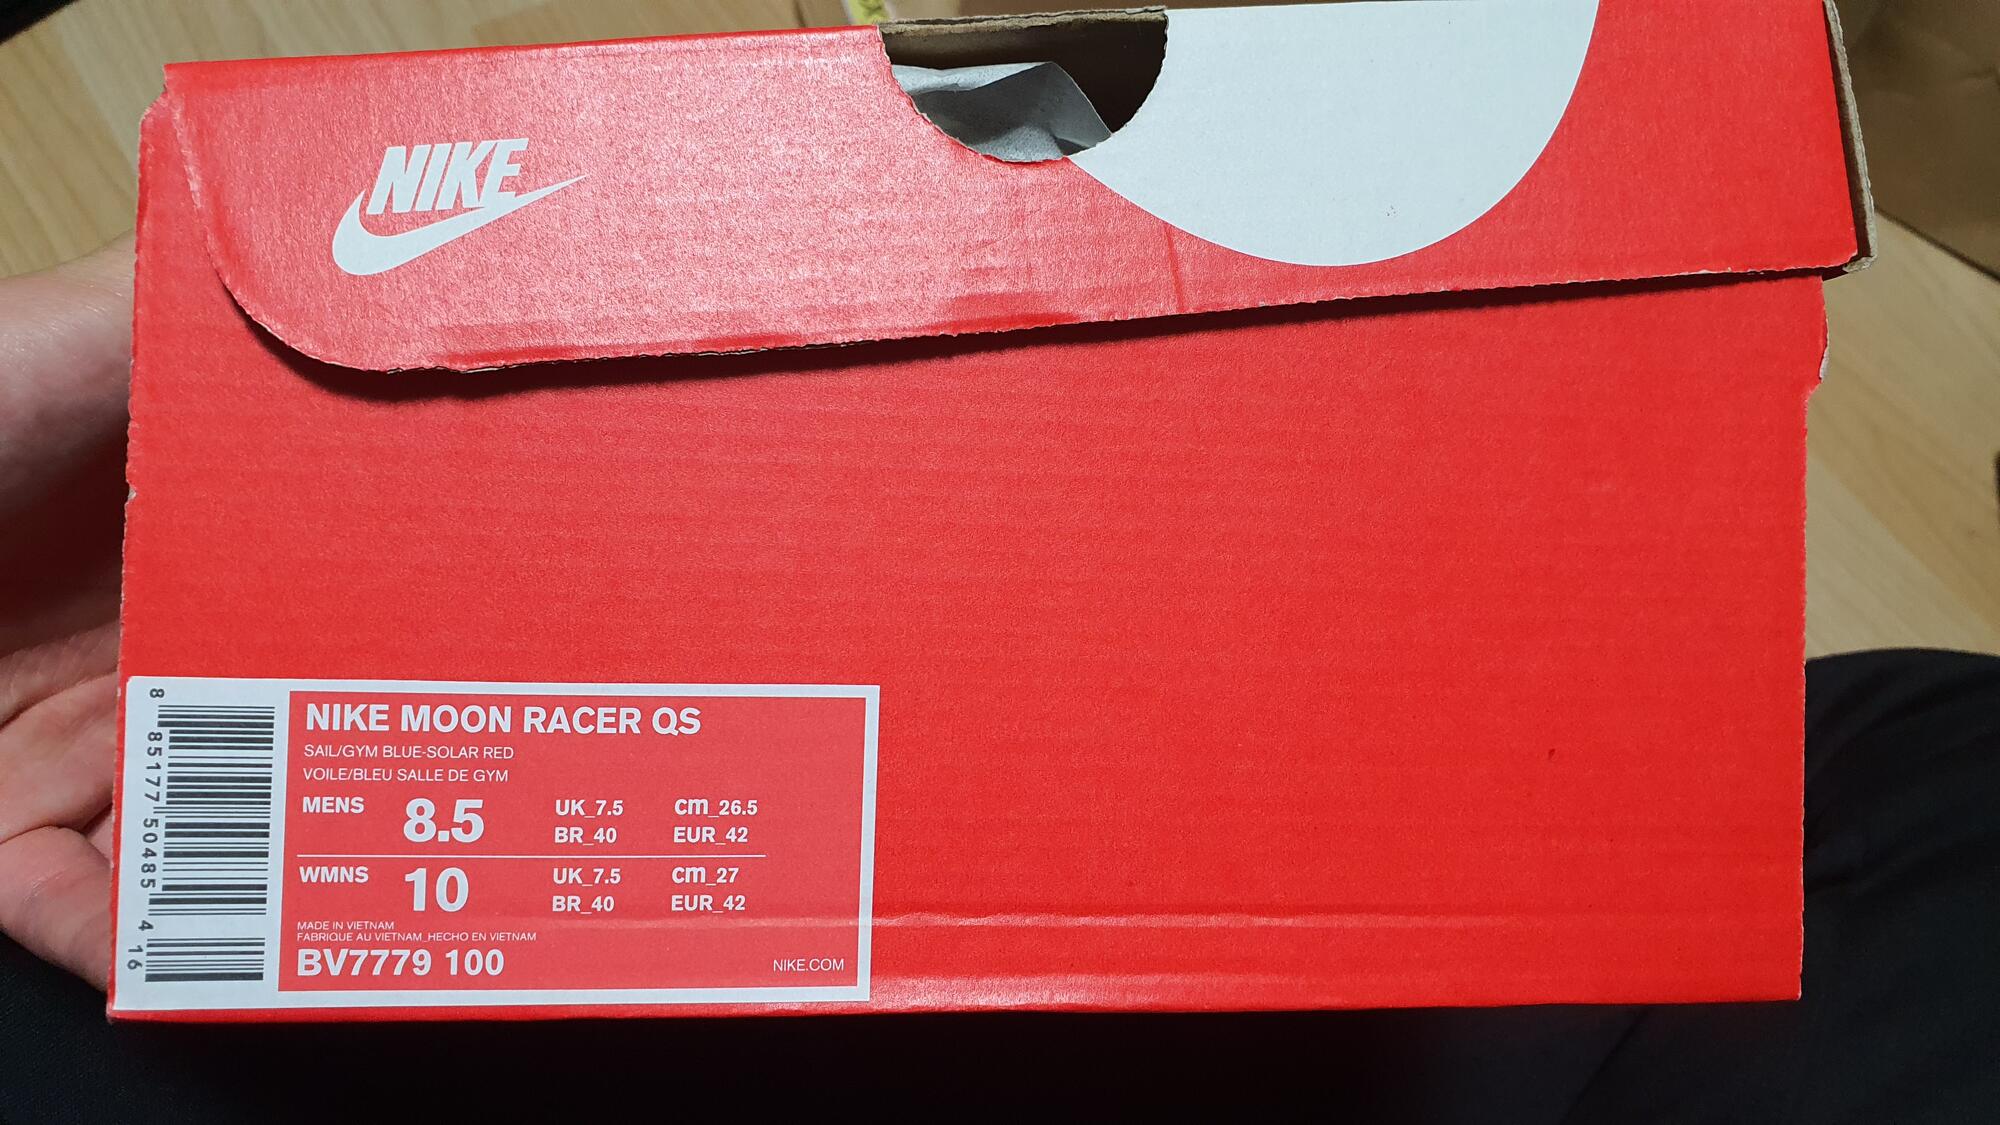 NIKE
NIKE MOON RACER QS
SAIL/GYM BLUE-SOLAR RED
VOILE/BLEU SALLE DE GYM
MENS 8.5 UK_7.5 cm_26.5
BR_40 EUR_42
WMNS 10 UK_7.5 cm_27
BR_40 EUR_42
MADE IN VIETNAM
FABRIQUE AU VIETNAM_HECHO EN VIETNAM
BV7779 100 NIKE.COM
8 85177 50485 4 16